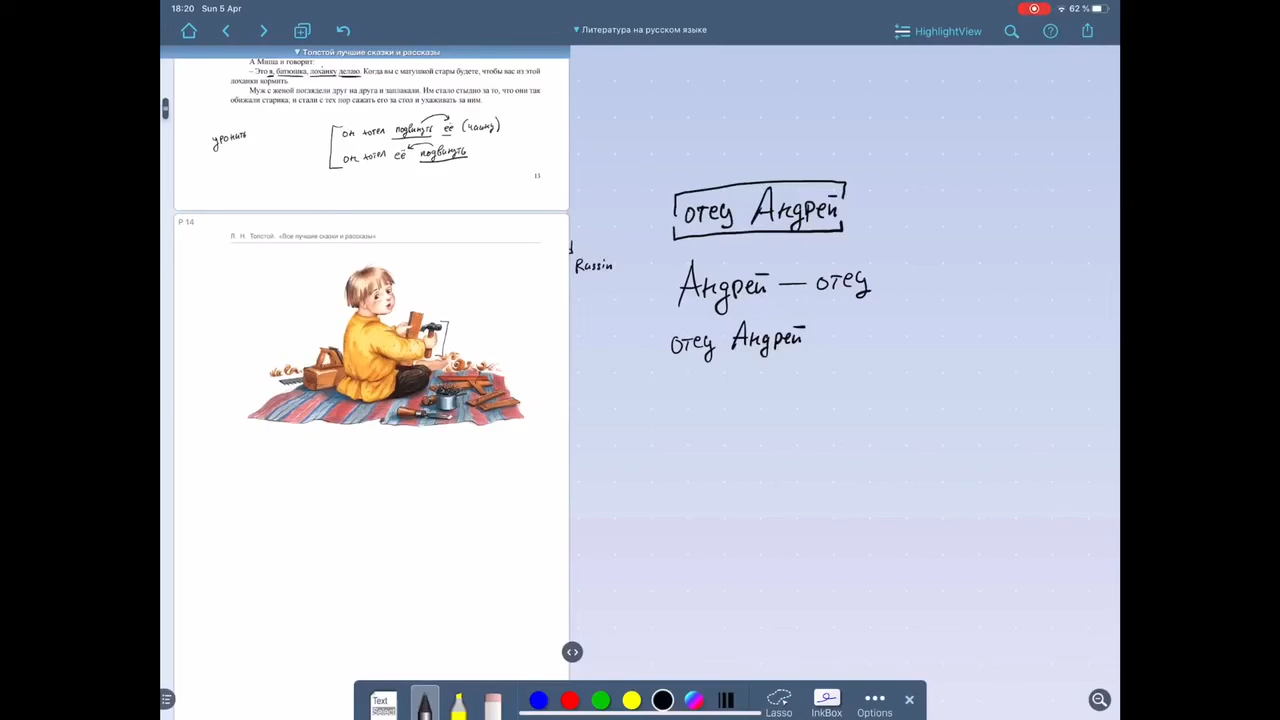 18:20 Sun 5 Apr
62 %
Литература на русском языке
HighlightView
Толстой лучшие сказки и рассказы
А Миша и говорит:
– Это я, батюшка, лоханку делаю. Когда вы с матушкой стары будете, чтобы вас из этой
лоханки кормить.
Муж с женой поглядели друг на друга и заплакали. Им стало стыдно за то, что они так
обижали старика; и стали с тех пор сажать его за стол и ухаживать за ним.
уронить
он хотел подвинуть её (чашку)
он хотел её подвинуть
13
P 14
Л. Н. Толстой. «Все лучшие сказки и рассказы»
Russin
отец Андрей
Андрей — отец
отец Андрей
Text
Select
Lasso
InkBox
Options